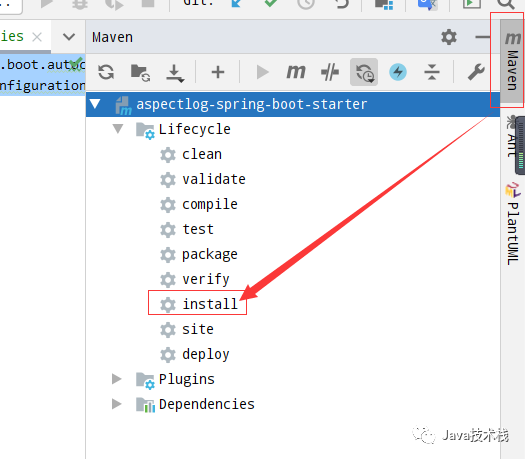 Git:
ies
Maven
.boot.autoc
nfiguration
aspectlog-spring-boot-starter
Lifecycle
clean
validate
compile
test
package
verify
install
site
deploy
Plugins
Dependencies
m
Maven
Ant
PlantUML
Java技术栈